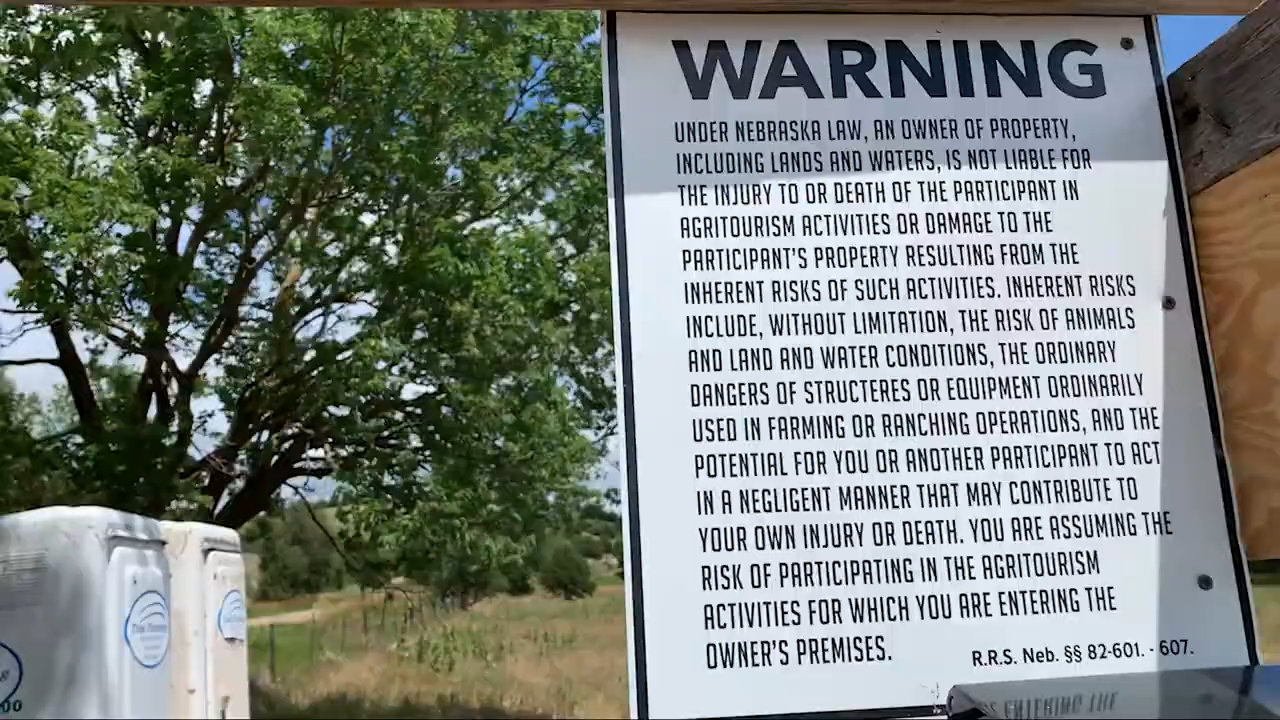 WARNING
UNDER NEBRASKA LAW, AN OWNER OF PROPERTY,
INCLUDING LANDS AND WATERS, IS NOT LIABLE FOR
THE INJURY TO OR DEATH OF THE PARTICIPANT IN
AGRITOURISM ACTIVITIES OR DAMAGE TO THE
PARTICIPANT'S PROPERTY RESULTING FROM THE
INHERENT RISKS OF SUCH ACTIVITIES. INHERENT RISKS
INCLUDE, WITHOUT LIMITATION, THE RISK OF ANIMALS
AND LAND AND WATER CONDITIONS, THE ORDINARY
DANGERS OF STRUCTERES OR EQUIPMENT ORDINARILY
USED IN FARMING OR RANCHING OPERATIONS, AND THE
POTENTIAL FOR YOU OR ANOTHER PARTICIPANT TO ACT
IN A NEGLIGENT MANNER THAT MAY CONTRIBUTE TO
YOUR OWN INJURY OR DEATH. YOU ARE ASSUMING THE
RISK OF PARTICIPATING IN THE AGRITOURISM
ACTIVITIES FOR WHICH YOU ARE ENTERING THE
OWNER'S PREMISES.
R.R.S. Neb. §§ 82-601. - 607.
ENTERING THE